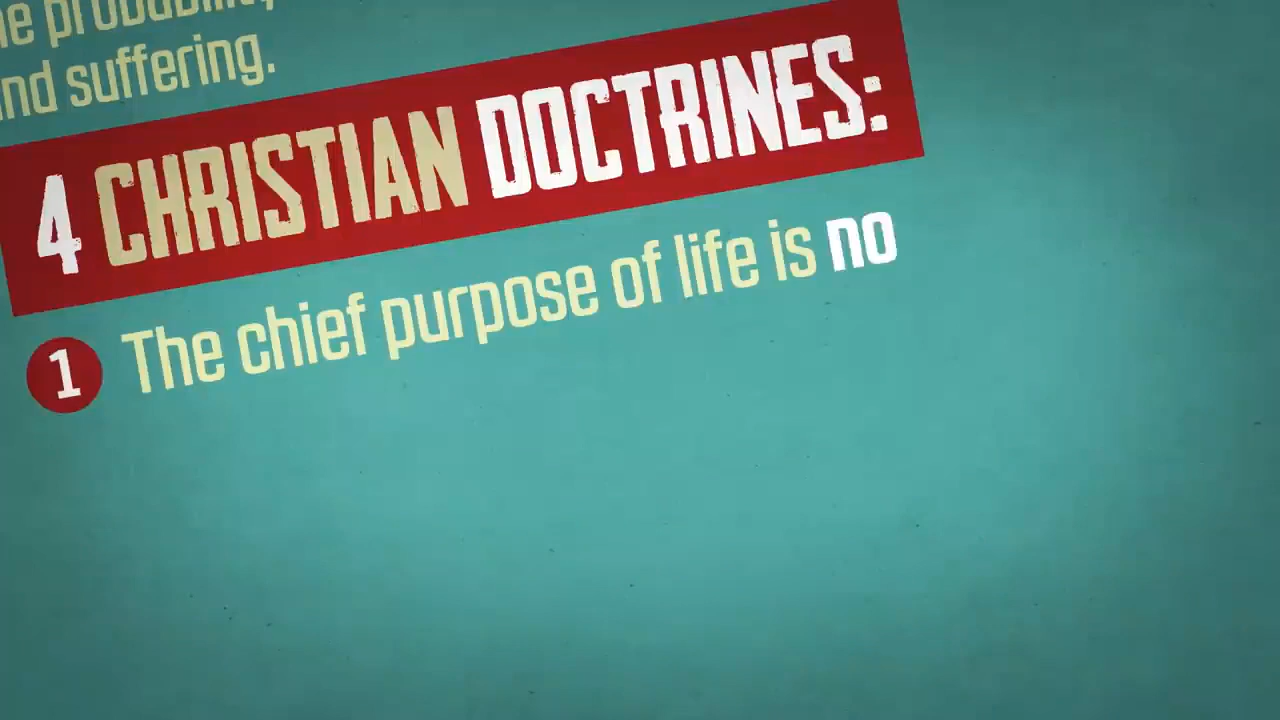 and suffering.
4 CHRISTIAN DOCTRINES:
1 The chief purpose of life is no